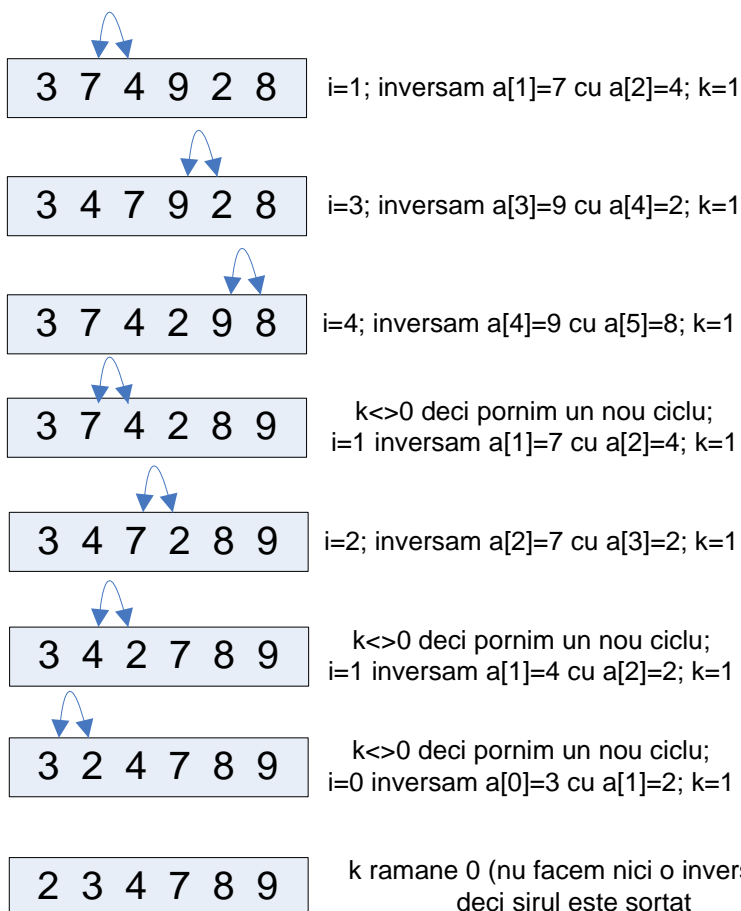 3 7 4 9 2 8
i=1; inversam a[1]=7 cu a[2]=4; k=1
3 4 7 9 2 8
i=3; inversam a[3]=9 cu a[4]=2; k=1
3 7 4 2 9 8
i=4; inversam a[4]=9 cu a[5]=8; k=1
3 7 4 2 8 9
k<>0 deci pornim un nou ciclu;
i=1 inversam a[1]=7 cu a[2]=4; k=1
3 4 7 2 8 9
i=2; inversam a[2]=7 cu a[3]=2; k=1
3 4 2 7 8 9
k<>0 deci pornim un nou ciclu;
i=1 inversam a[1]=4 cu a[2]=2; k=1
3 2 4 7 8 9
k<>0 deci pornim un nou ciclu;
i=0 inversam a[0]=3 cu a[1]=2; k=1
2 3 4 7 8 9
k ramane 0 (nu facem nici o invers
deci sirul este sortat